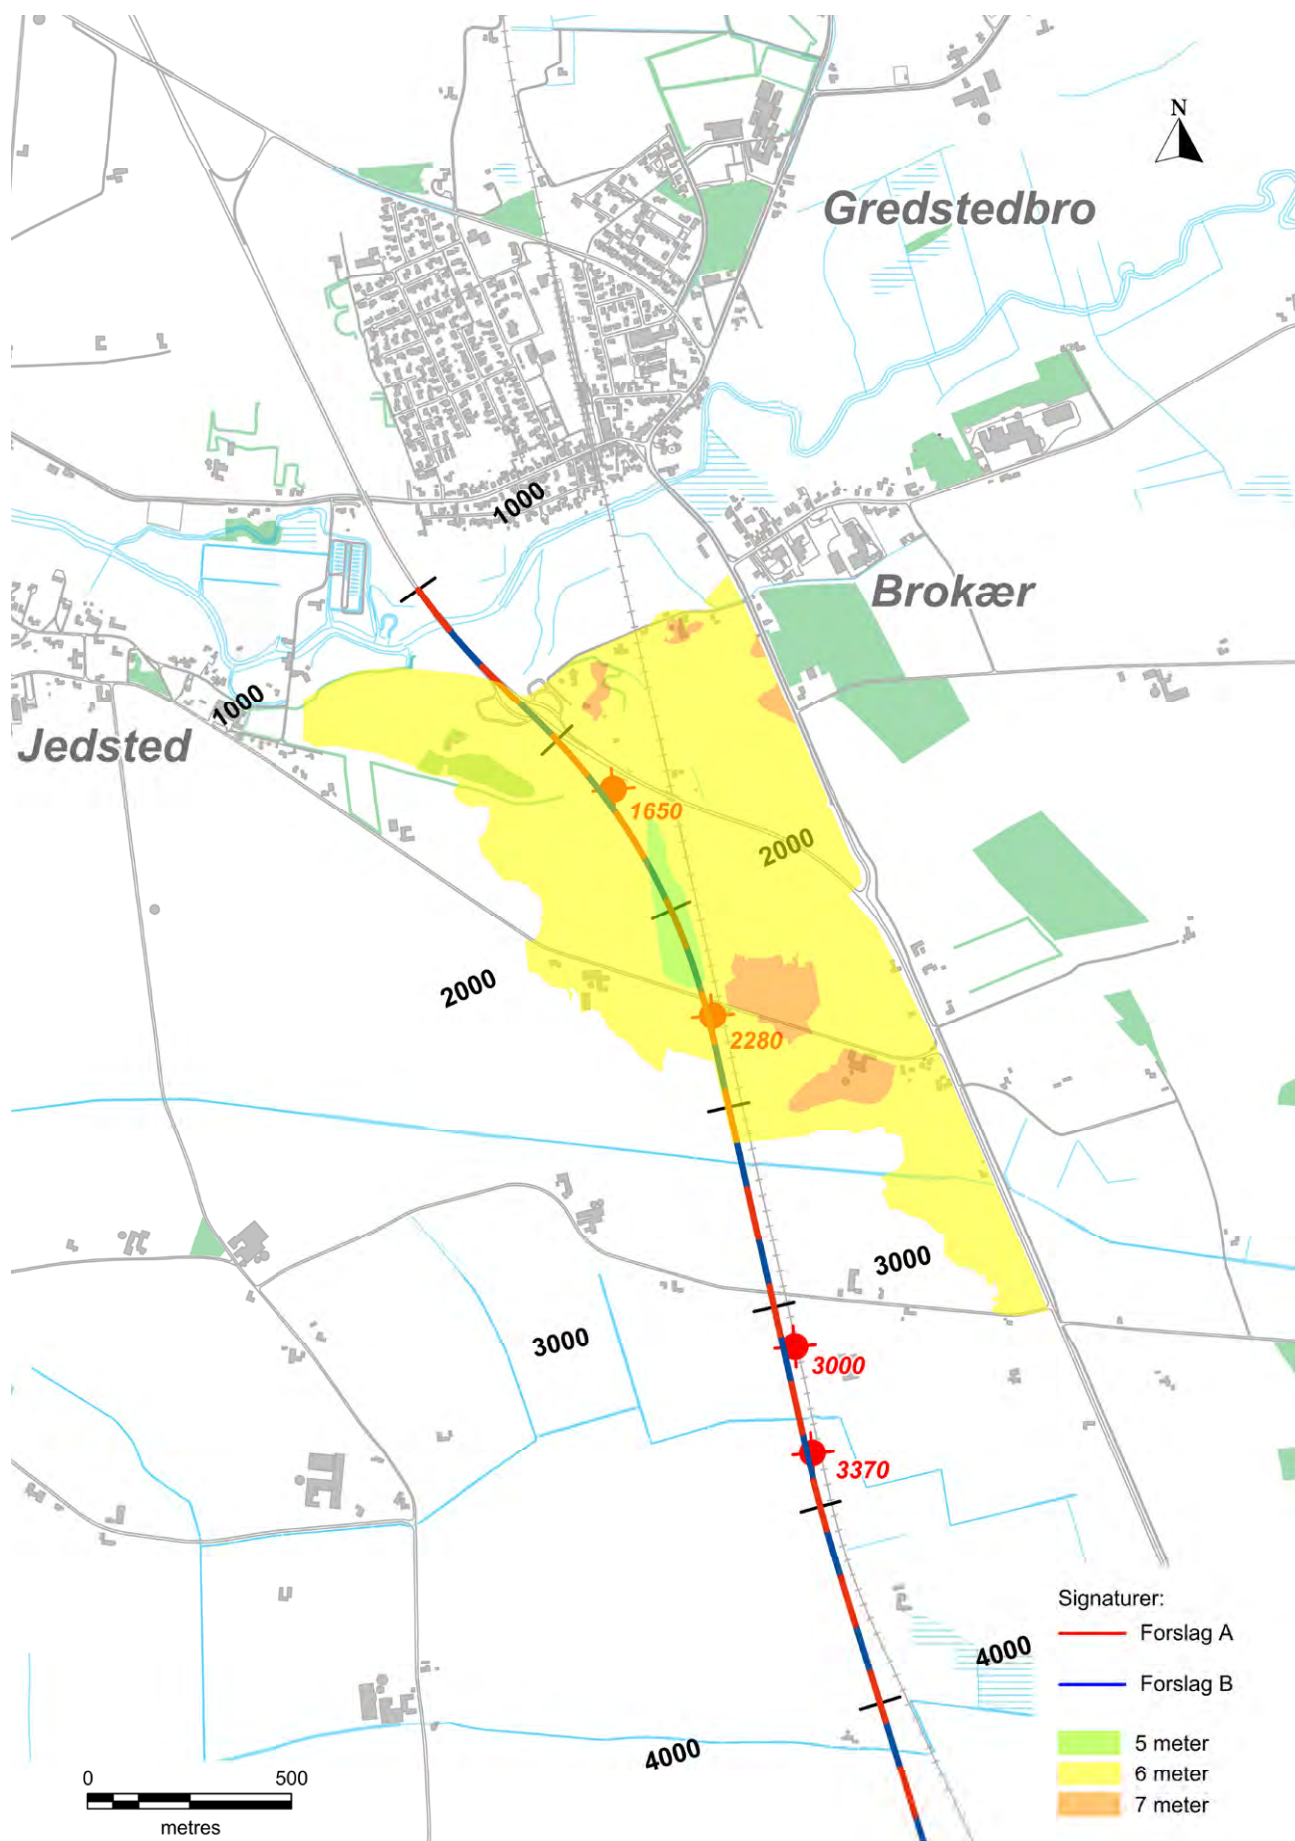 N
Gredstedbro
1000
Brokær
1000
Jedsted
1650
2000
2000
2280
3000
3000
3000
3370
Signaturer:
Forslag A
4000
Forslag B
4000
5 meter
6 meter
7 meter
0 500
metres